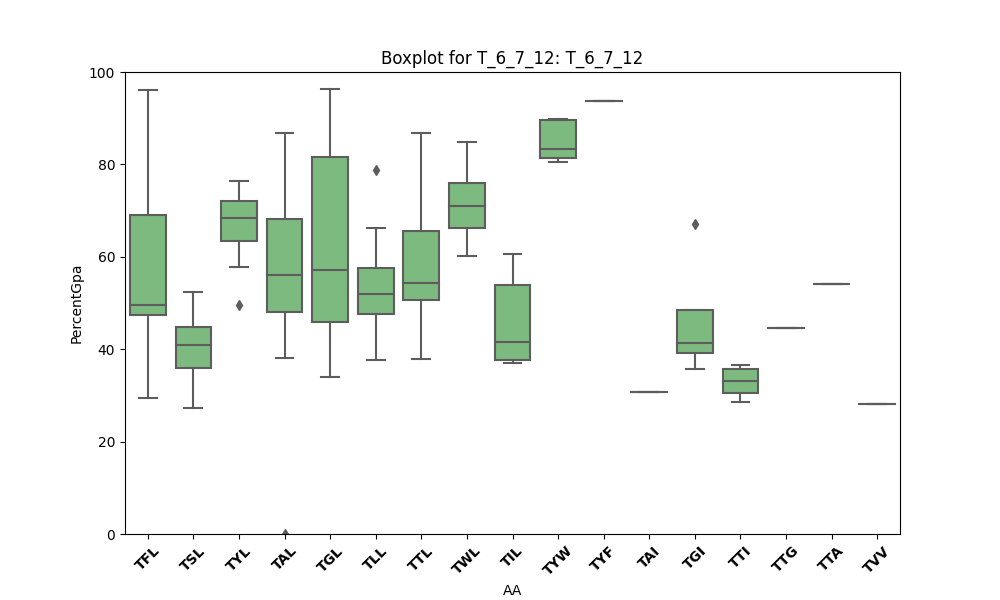 Boxplot for T_6_7_12: T_6_7_12
100
80
60
40
20
0
PercentGpa
TFL
TSL
TYL
TAL
TGL
TLL
TTL
TWL
TIL
TYW
TYF
TAI
TGI
TTI
TTG
TTA
TVV
AA